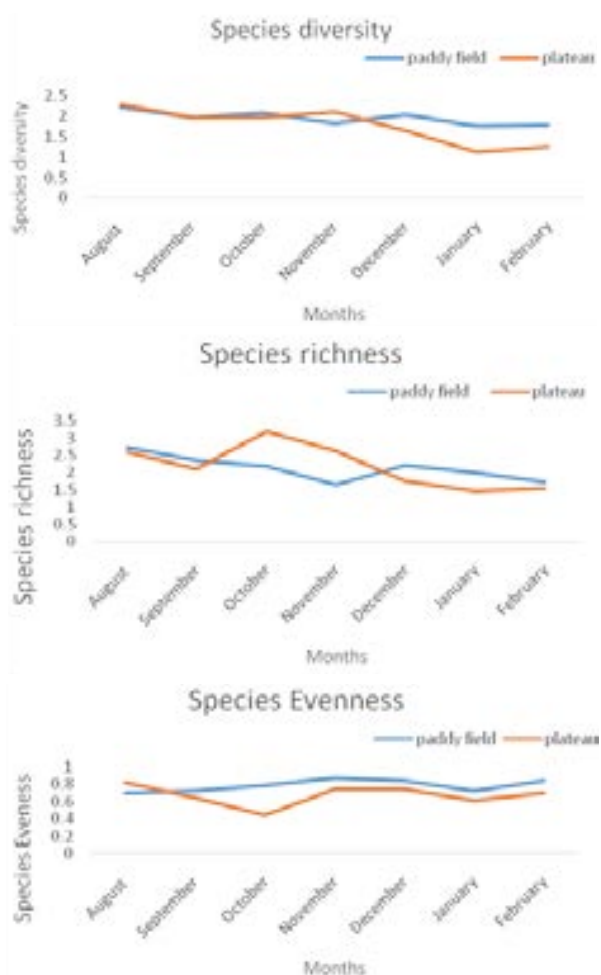 Species diversity
paddy field plateau
Species diversity
2.5
2
1.5
1
0.5
0
August
September
October
November
December
January
February
Months
Species richness
paddy field plateau
Species richness
3.5
3
2.5
2
1.5
1
0.5
0
August
September
October
November
December
January
February
Months
Species Evenness
paddy field plateau
Species Eveness
1
0.8
0.6
0.4
0.2
0
August
September
October
November
December
January
February
Months